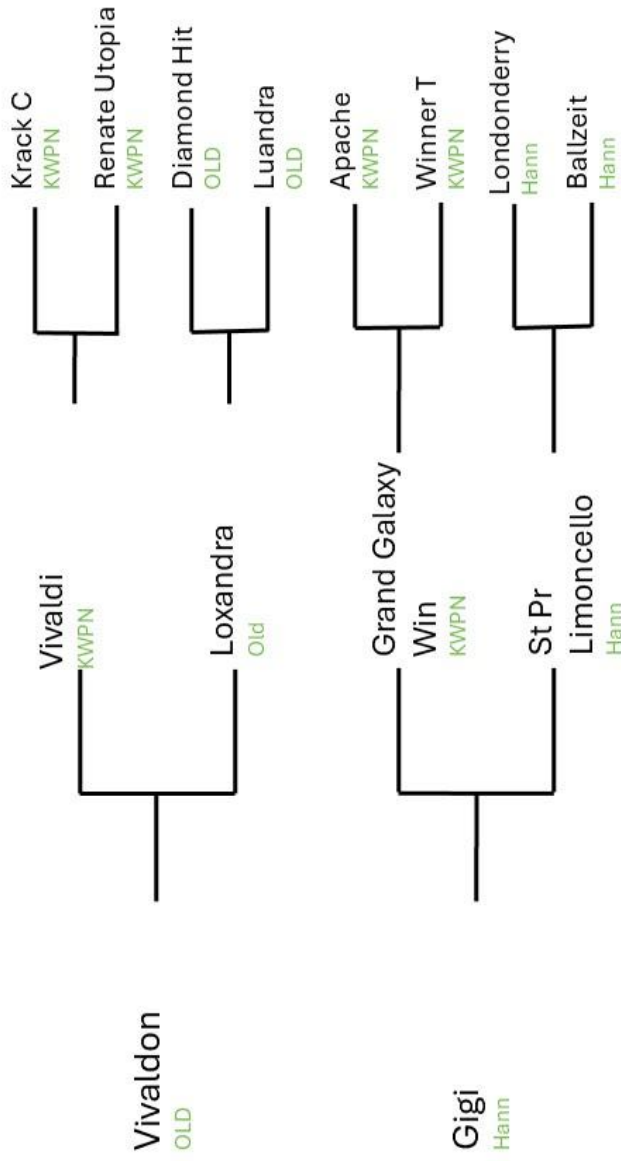 Vivaldon
OLD
Gigi
Hann
Vivaldi
KWPN
Loxandra
Old
Grand Galaxy
Win
KWPN
St Pr
Limoncello
Hann
Krack C
KWPN
Renate Utopia
KWPN
Diamond Hit
OLD
Luandra
OLD
Apache
KWPN
Winner T
KWPN
Londonderry
Hann
Ballzeit
Hann